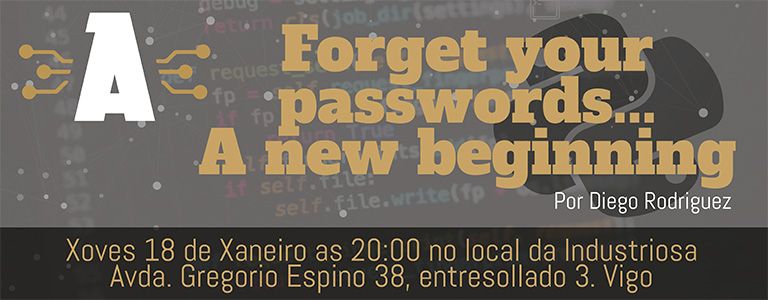 A
Forget your
passwords...
A new beginning
Por Diego Rodriguez
Xoves 18 de Xaneiro as 20:00 no local da Industriosa
Avda. Gregorio Espino 38, entresollado 3. Vigo